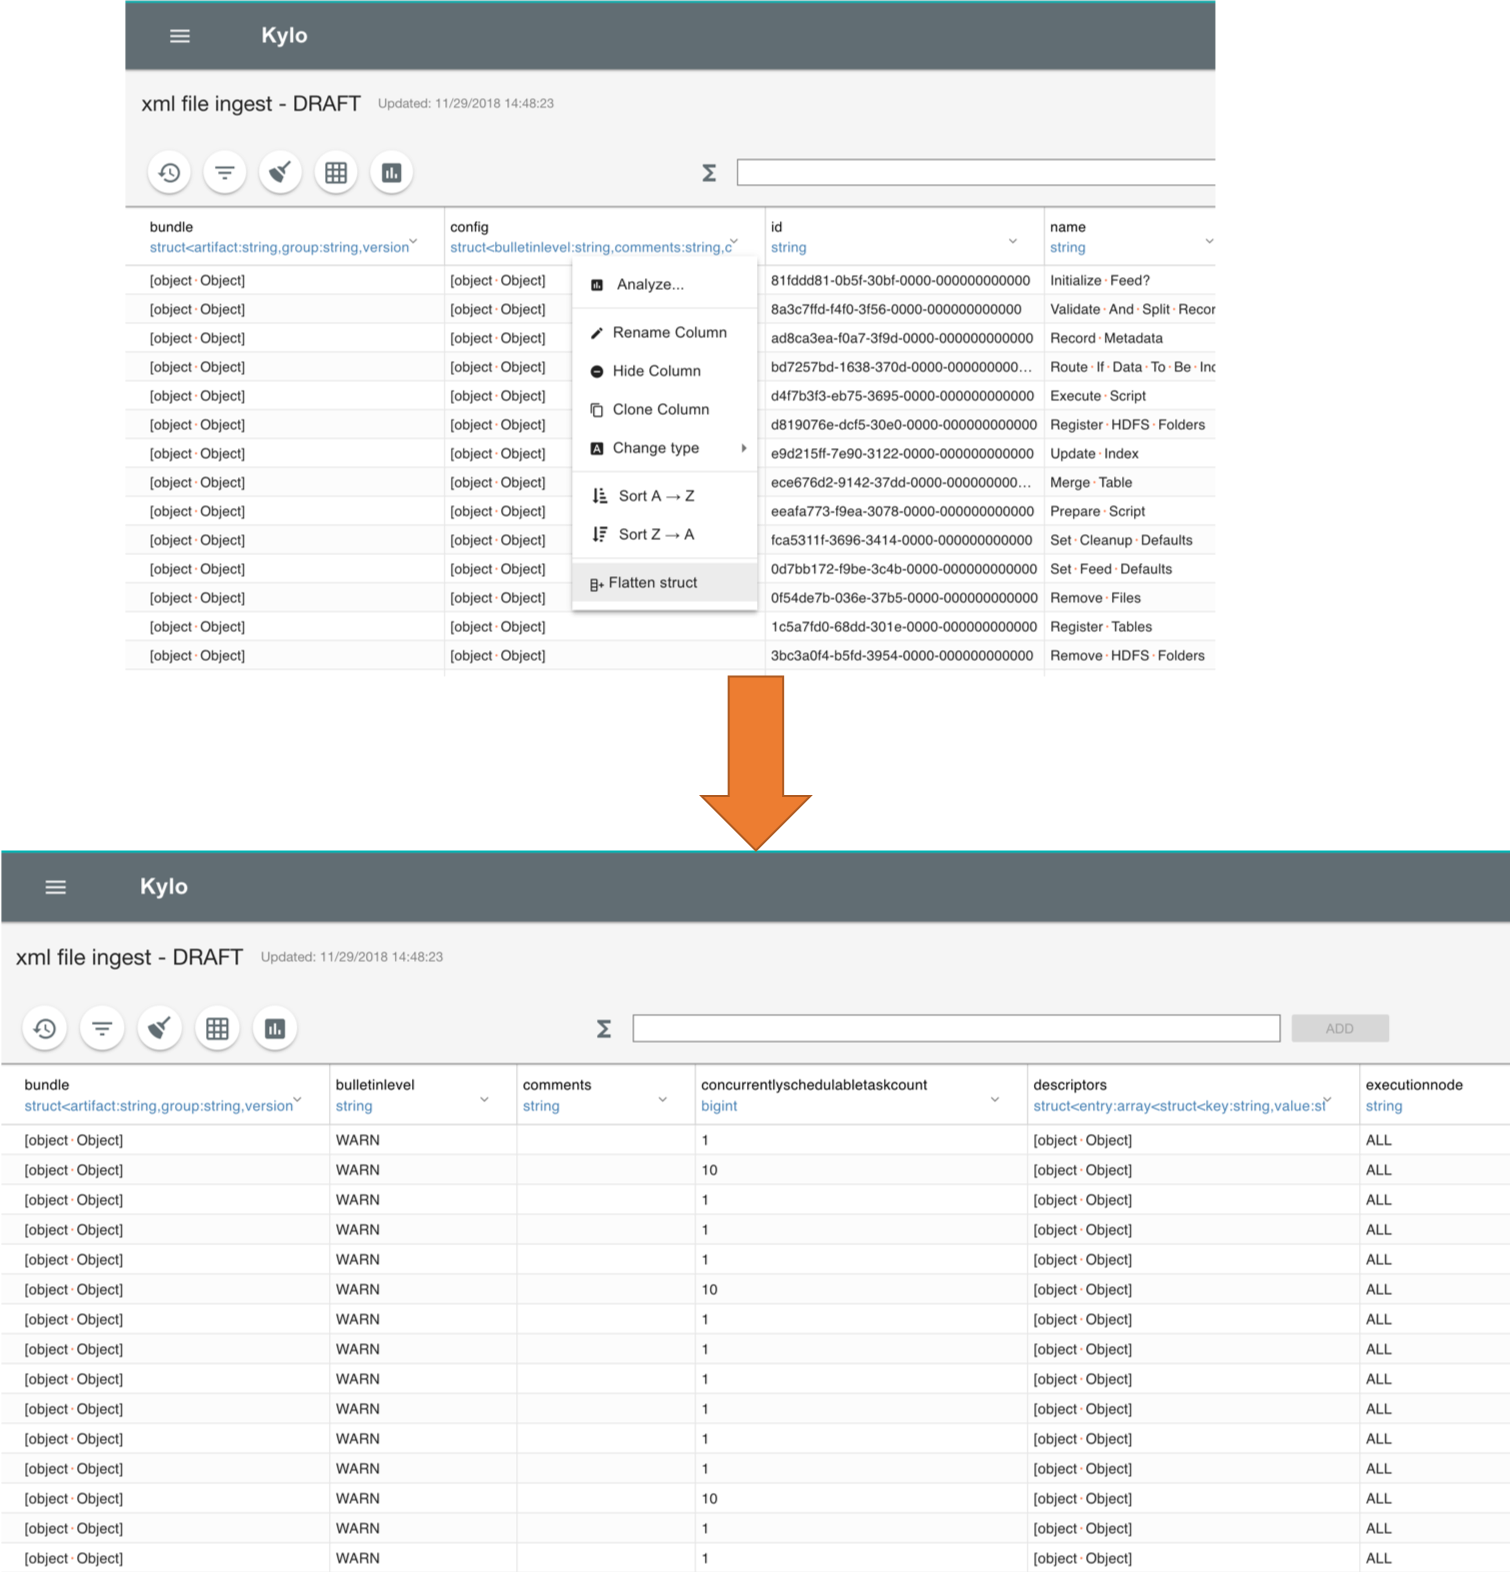 Kylo
xml file ingest - DRAFT Updated: 11/29/2018 14:48:23
Σ
bundle config id name
struct<artifact:string,group:string,version struct<bulletinlevel:string,comments:string,c string string
[object·Object] [object·Object] 81fddd81-0b5f-30bf-0000-000000000000 Initialize·Feed?
[object·Object] [object·Object] 8a3c7ffd-f4f0-3f56-0000-000000000000 Validate·And·Split·Recor
[object·Object] [object·Object] ad8ca3ea-f0a7-3f9d-0000-000000000000 Record·Metadata
[object·Object] [object·Object] bd7257bd-1638-370d-0000-000000000... Route·If·Data·To·Be·Inc
[object·Object] [object·Object] d4f7b3f3-eb75-3695-0000-000000000000 Execute·Script
[object·Object] [object·Object] d819076e-dcf5-30e0-0000-000000000000 Register·HDFS·Folders
[object·Object] [object·Object] e9d215ff-7e90-3122-0000-000000000000 Update·Index
[object·Object] [object·Object] ece676d2-9142-37dd-0000-000000000... Merge·Table
[object·Object] [object·Object] eeafa773-f9ea-3078-0000-000000000000 Prepare·Script
[object·Object] [object·Object] fca5311f-3696-3414-0000-000000000000 Set·Cleanup·Defaults
[object·Object] [object·Object] 0d7bb172-f9be-3c4b-0000-000000000000 Set·Feed·Defaults
[object·Object] [object·Object] 0f54de7b-036e-37b5-0000-000000000000 Remove·Files
[object·Object] [object·Object] 1c5a7fd0-68dd-301e-0000-000000000000 Register·Tables
[object·Object] [object·Object] 3bc3a0f4-b5fd-3954-0000-000000000000 Remove·HDFS·Folders
Analyze...
Rename Column
Hide Column
Clone Column
A Change type
Sort A → Z
Sort Z → A
Flatten struct
Kylo
xml file ingest - DRAFT Updated: 11/29/2018 14:48:23
Σ ADD
bundle bulletinlevel comments concurrentlyschedulabletaskcount descriptors executionnode
struct<artifact:string,group:string,version string string bigint struct<entry:array<struct<key:string,value:st string
[object·Object] WARN 1 [object·Object] ALL
[object·Object] WARN 10 [object·Object] ALL
[object·Object] WARN 1 [object·Object] ALL
[object·Object] WARN 1 [object·Object] ALL
[object·Object] WARN 1 [object·Object] ALL
[object·Object] WARN 10 [object·Object] ALL
[object·Object] WARN 1 [object·Object] ALL
[object·Object] WARN 1 [object·Object] ALL
[object·Object] WARN 1 [object·Object] ALL
[object·Object] WARN 1 [object·Object] ALL
[object·Object] WARN 1 [object·Object] ALL
[object·Object] WARN 1 [object·Object] ALL
[object·Object] WARN 10 [object·Object] ALL
[object·Object] WARN 1 [object·Object] ALL
[object·Object] WARN 1 [object·Object] ALL